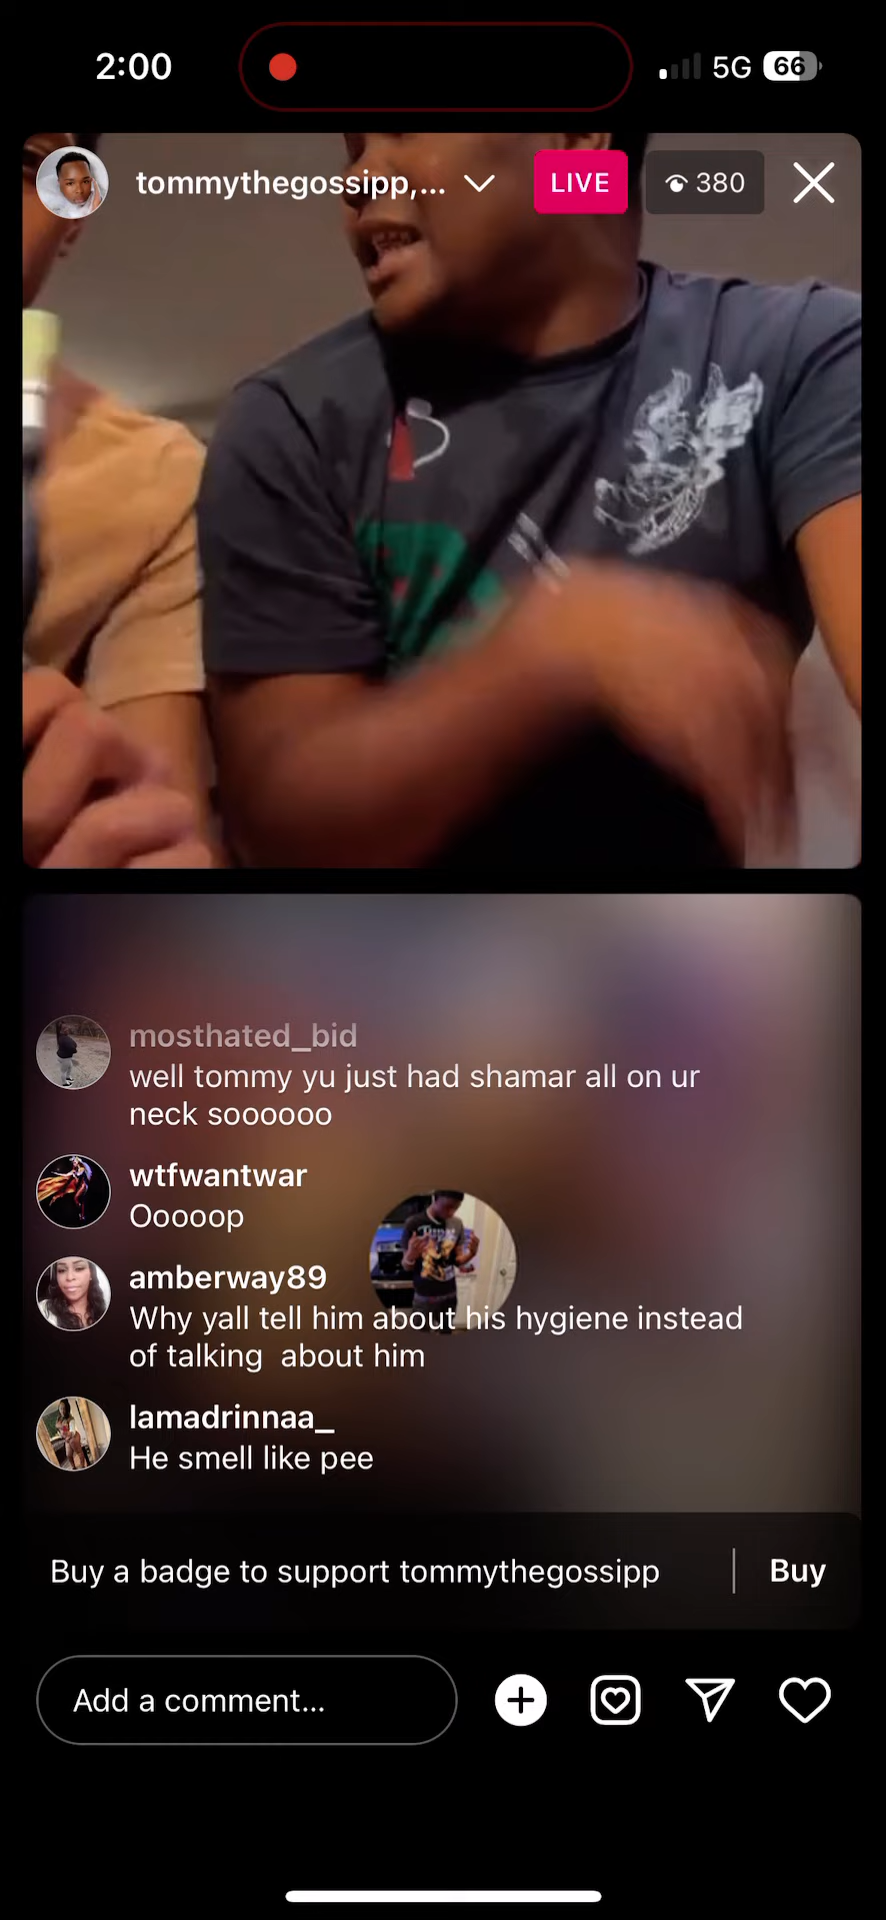 2:00
5G
66
tommythegossipp,...
LIVE
380
mosthated_bid
well tommy yu just had shamar all on ur
neck soooooo
wtfwantwar
Ooooop
amberway89
Why yall tell him about his hygiene instead
of talking  about him
lamadrinnaa_
He smell like pee
Buy a badge to support tommythegossipp
Buy
Add a comment...